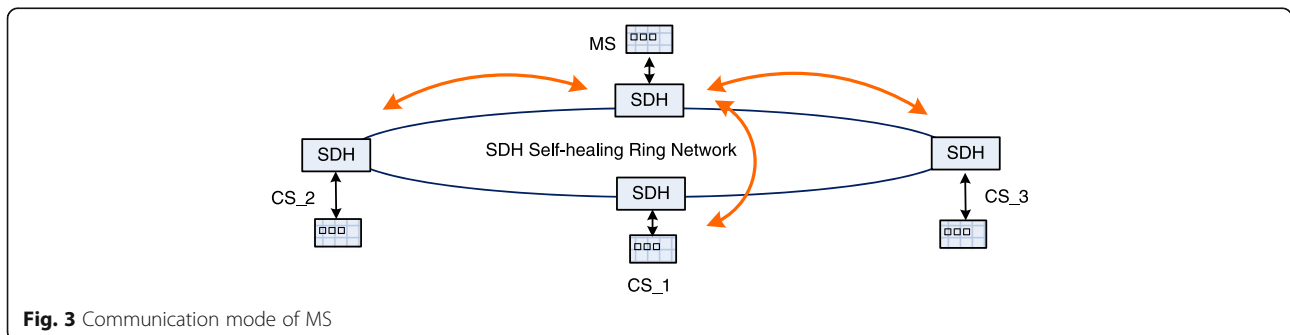 MS
SDH
SDH
SDH Self-healing Ring Network
SDH
SDH
CS_2
CS_3
CS_1
Fig. 3 Communication mode of MS